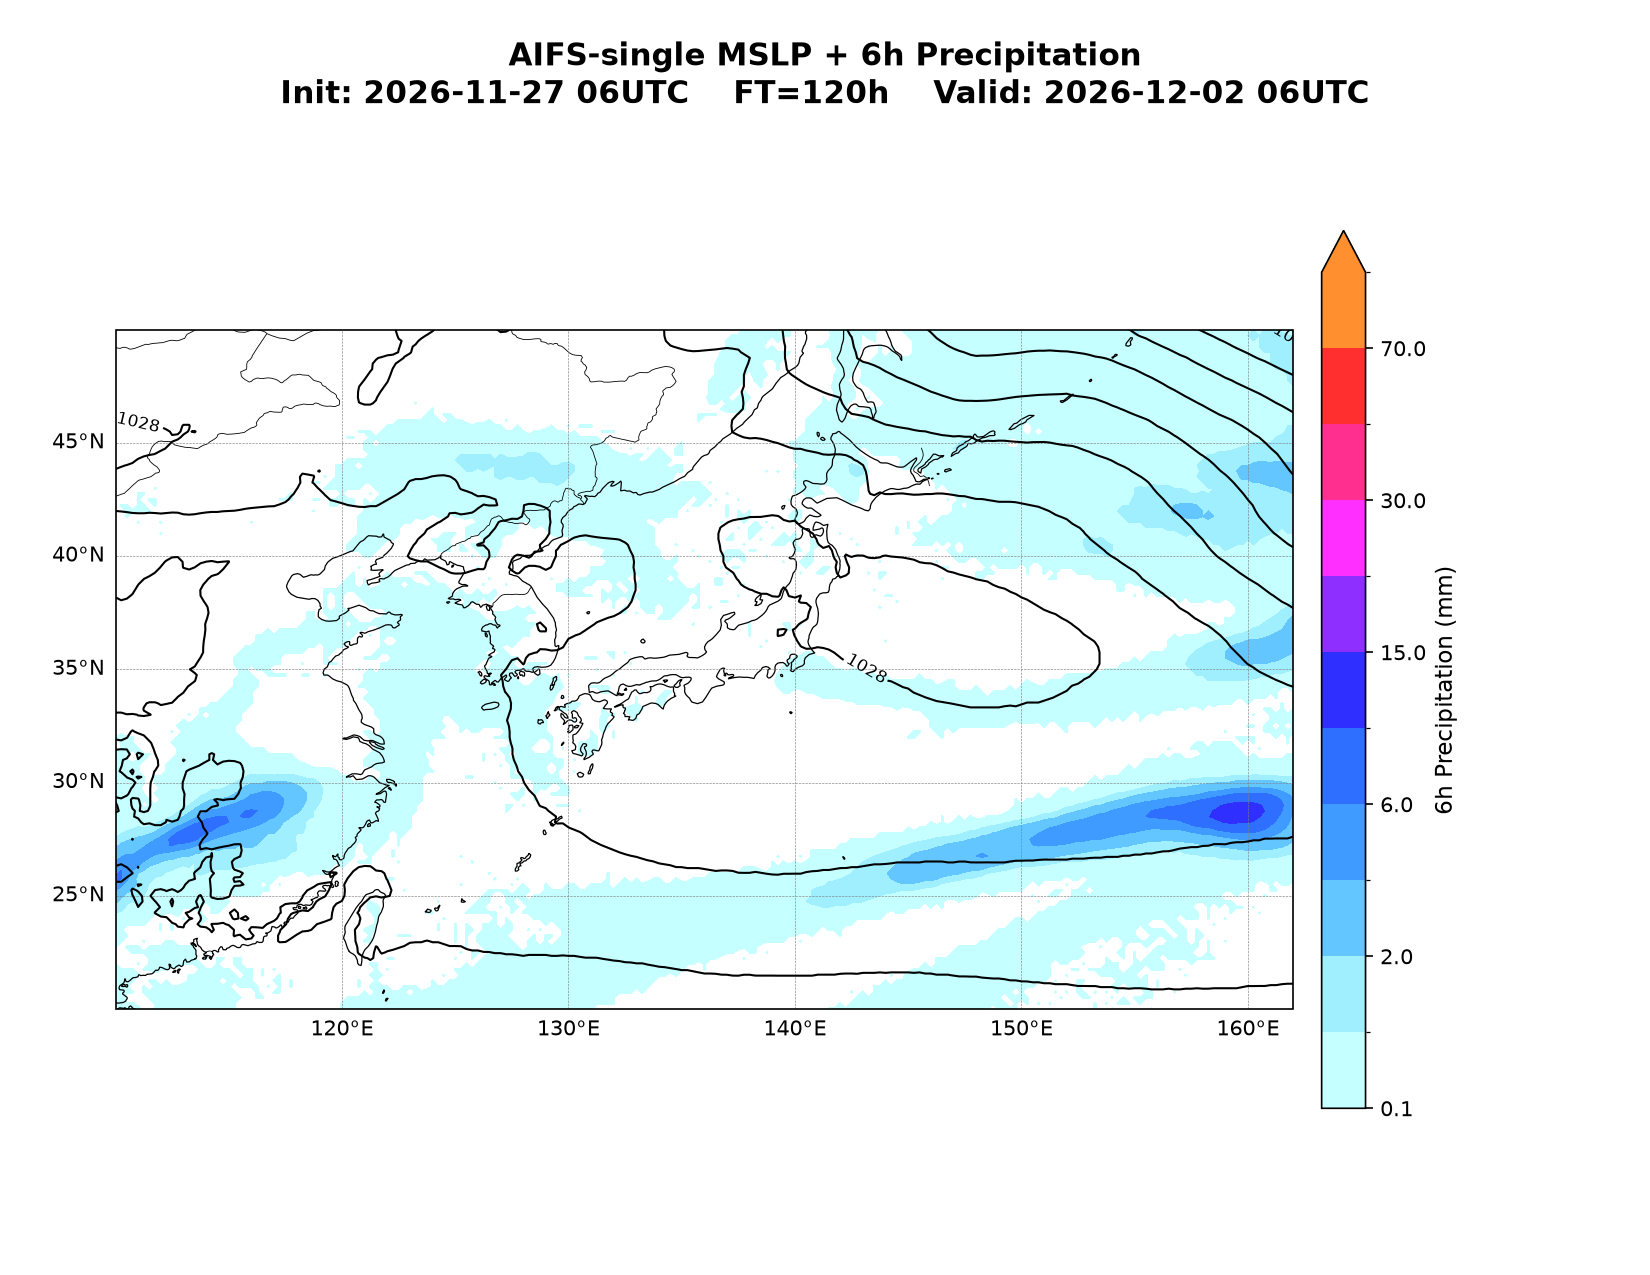 AIFS-single MSLP + 6h Precipitation
Init: 2026-11-27 06UTC    FT=120h    Valid: 2026-12-02 06UTC
70.0
30.0
15.0
6.0
2.0
0.1
6h Precipitation (mm)
45°N
40°N
35°N
30°N
25°N
120°E
130°E
140°E
150°E
160°E
1028
1028